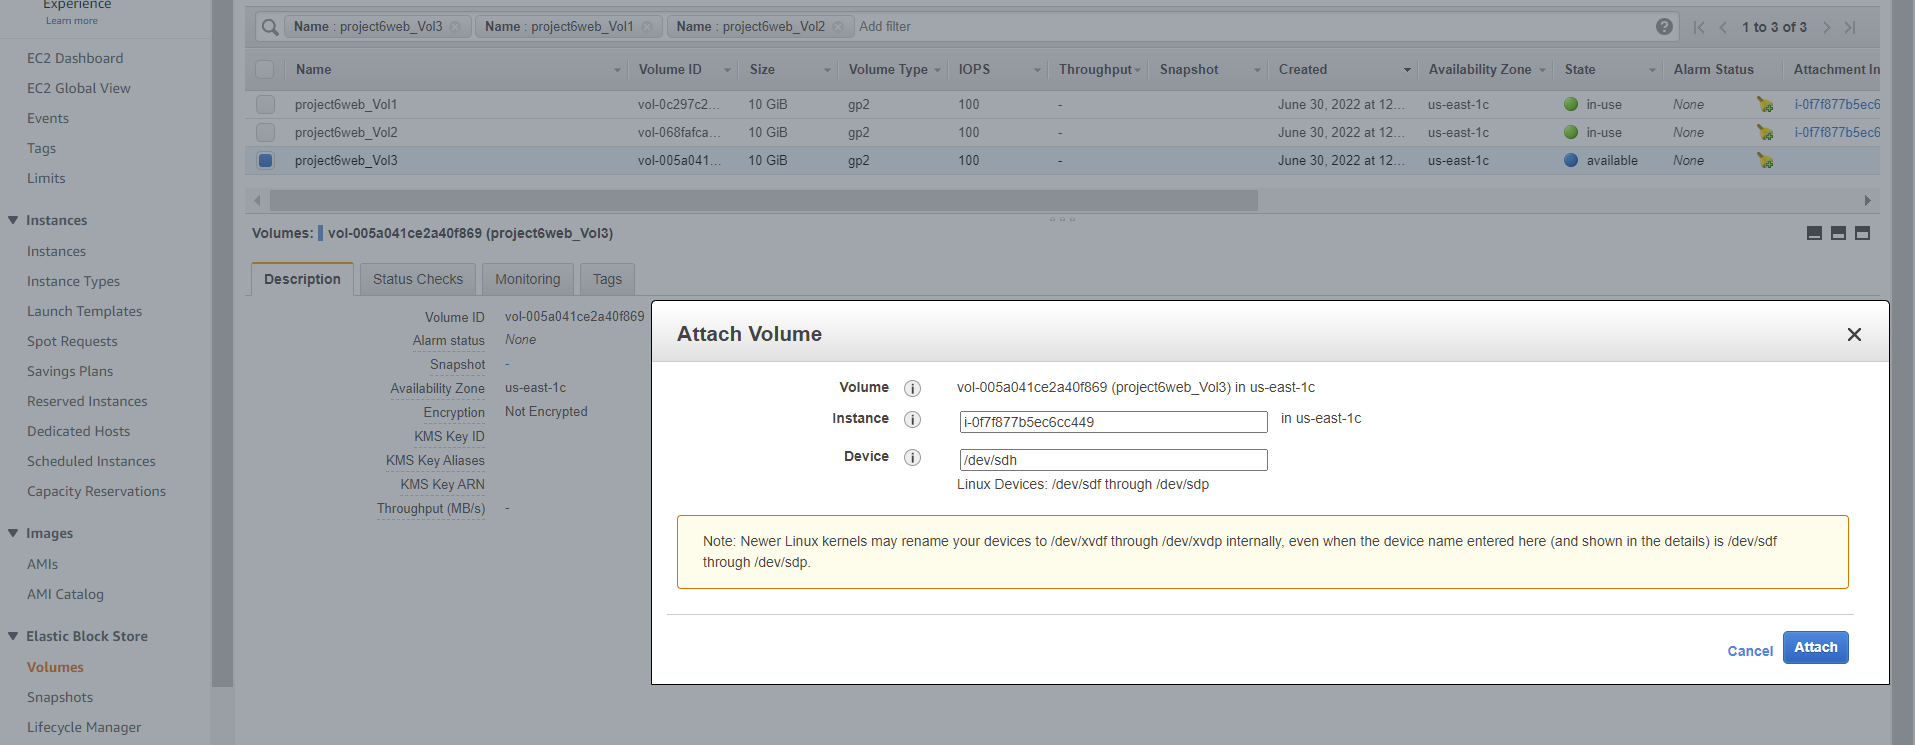 Experience
Learn more
EC2 Dashboard
EC2 Global View
Events
Tags
Limits
Instances
Instances
Instance Types
Launch Templates
Spot Requests
Savings Plans
Reserved Instances
Dedicated Hosts
Scheduled Instances
Capacity Reservations
Images
AMIs
AMI Catalog
Elastic Block Store
Volumes
Snapshots
Lifecycle Manager
Name : project6web_Vol3 Name : project6web_Vol1 Name : project6web_Vol2 Add filter 1 to 3 of 3
Name Volume ID Size Volume Type IOPS Throughput Snapshot Created Availability Zone State Alarm Status Attachment In
project6web_Vol1 vol-0c297c2... 10 GiB gp2 100 - June 30, 2022 at 12... us-east-1c in-use None i-0f7f877b5ec6
project6web_Vol2 vol-068fafca... 10 GiB gp2 100 - June 30, 2022 at 12... us-east-1c in-use None i-0f7f877b5ec6
project6web_Vol3 vol-005a041... 10 GiB gp2 100 - June 30, 2022 at 12... us-east-1c available None
Volumes: vol-005a041ce2a40f869 (project6web_Vol3)
Description Status Checks Monitoring Tags
Volume ID vol-005a041ce2a40f869
Alarm status None
Snapshot -
Availability Zone us-east-1c
Encryption Not Encrypted
KMS Key ID
KMS Key Aliases
KMS Key ARN
Throughput (MB/s) -
Attach Volume
Volume vol-005a041ce2a40f869 (project6web_Vol3) in us-east-1c
Instance i-0f7f877b5ec6cc449 in us-east-1c
Device /dev/sdh
Linux Devices: /dev/sdf through /dev/sdp
Note: Newer Linux kernels may rename your devices to /dev/xvdf through /dev/xvdp internally, even when the device name entered here (and shown in the details) is /dev/sdf
through /dev/sdp.
Cancel Attach